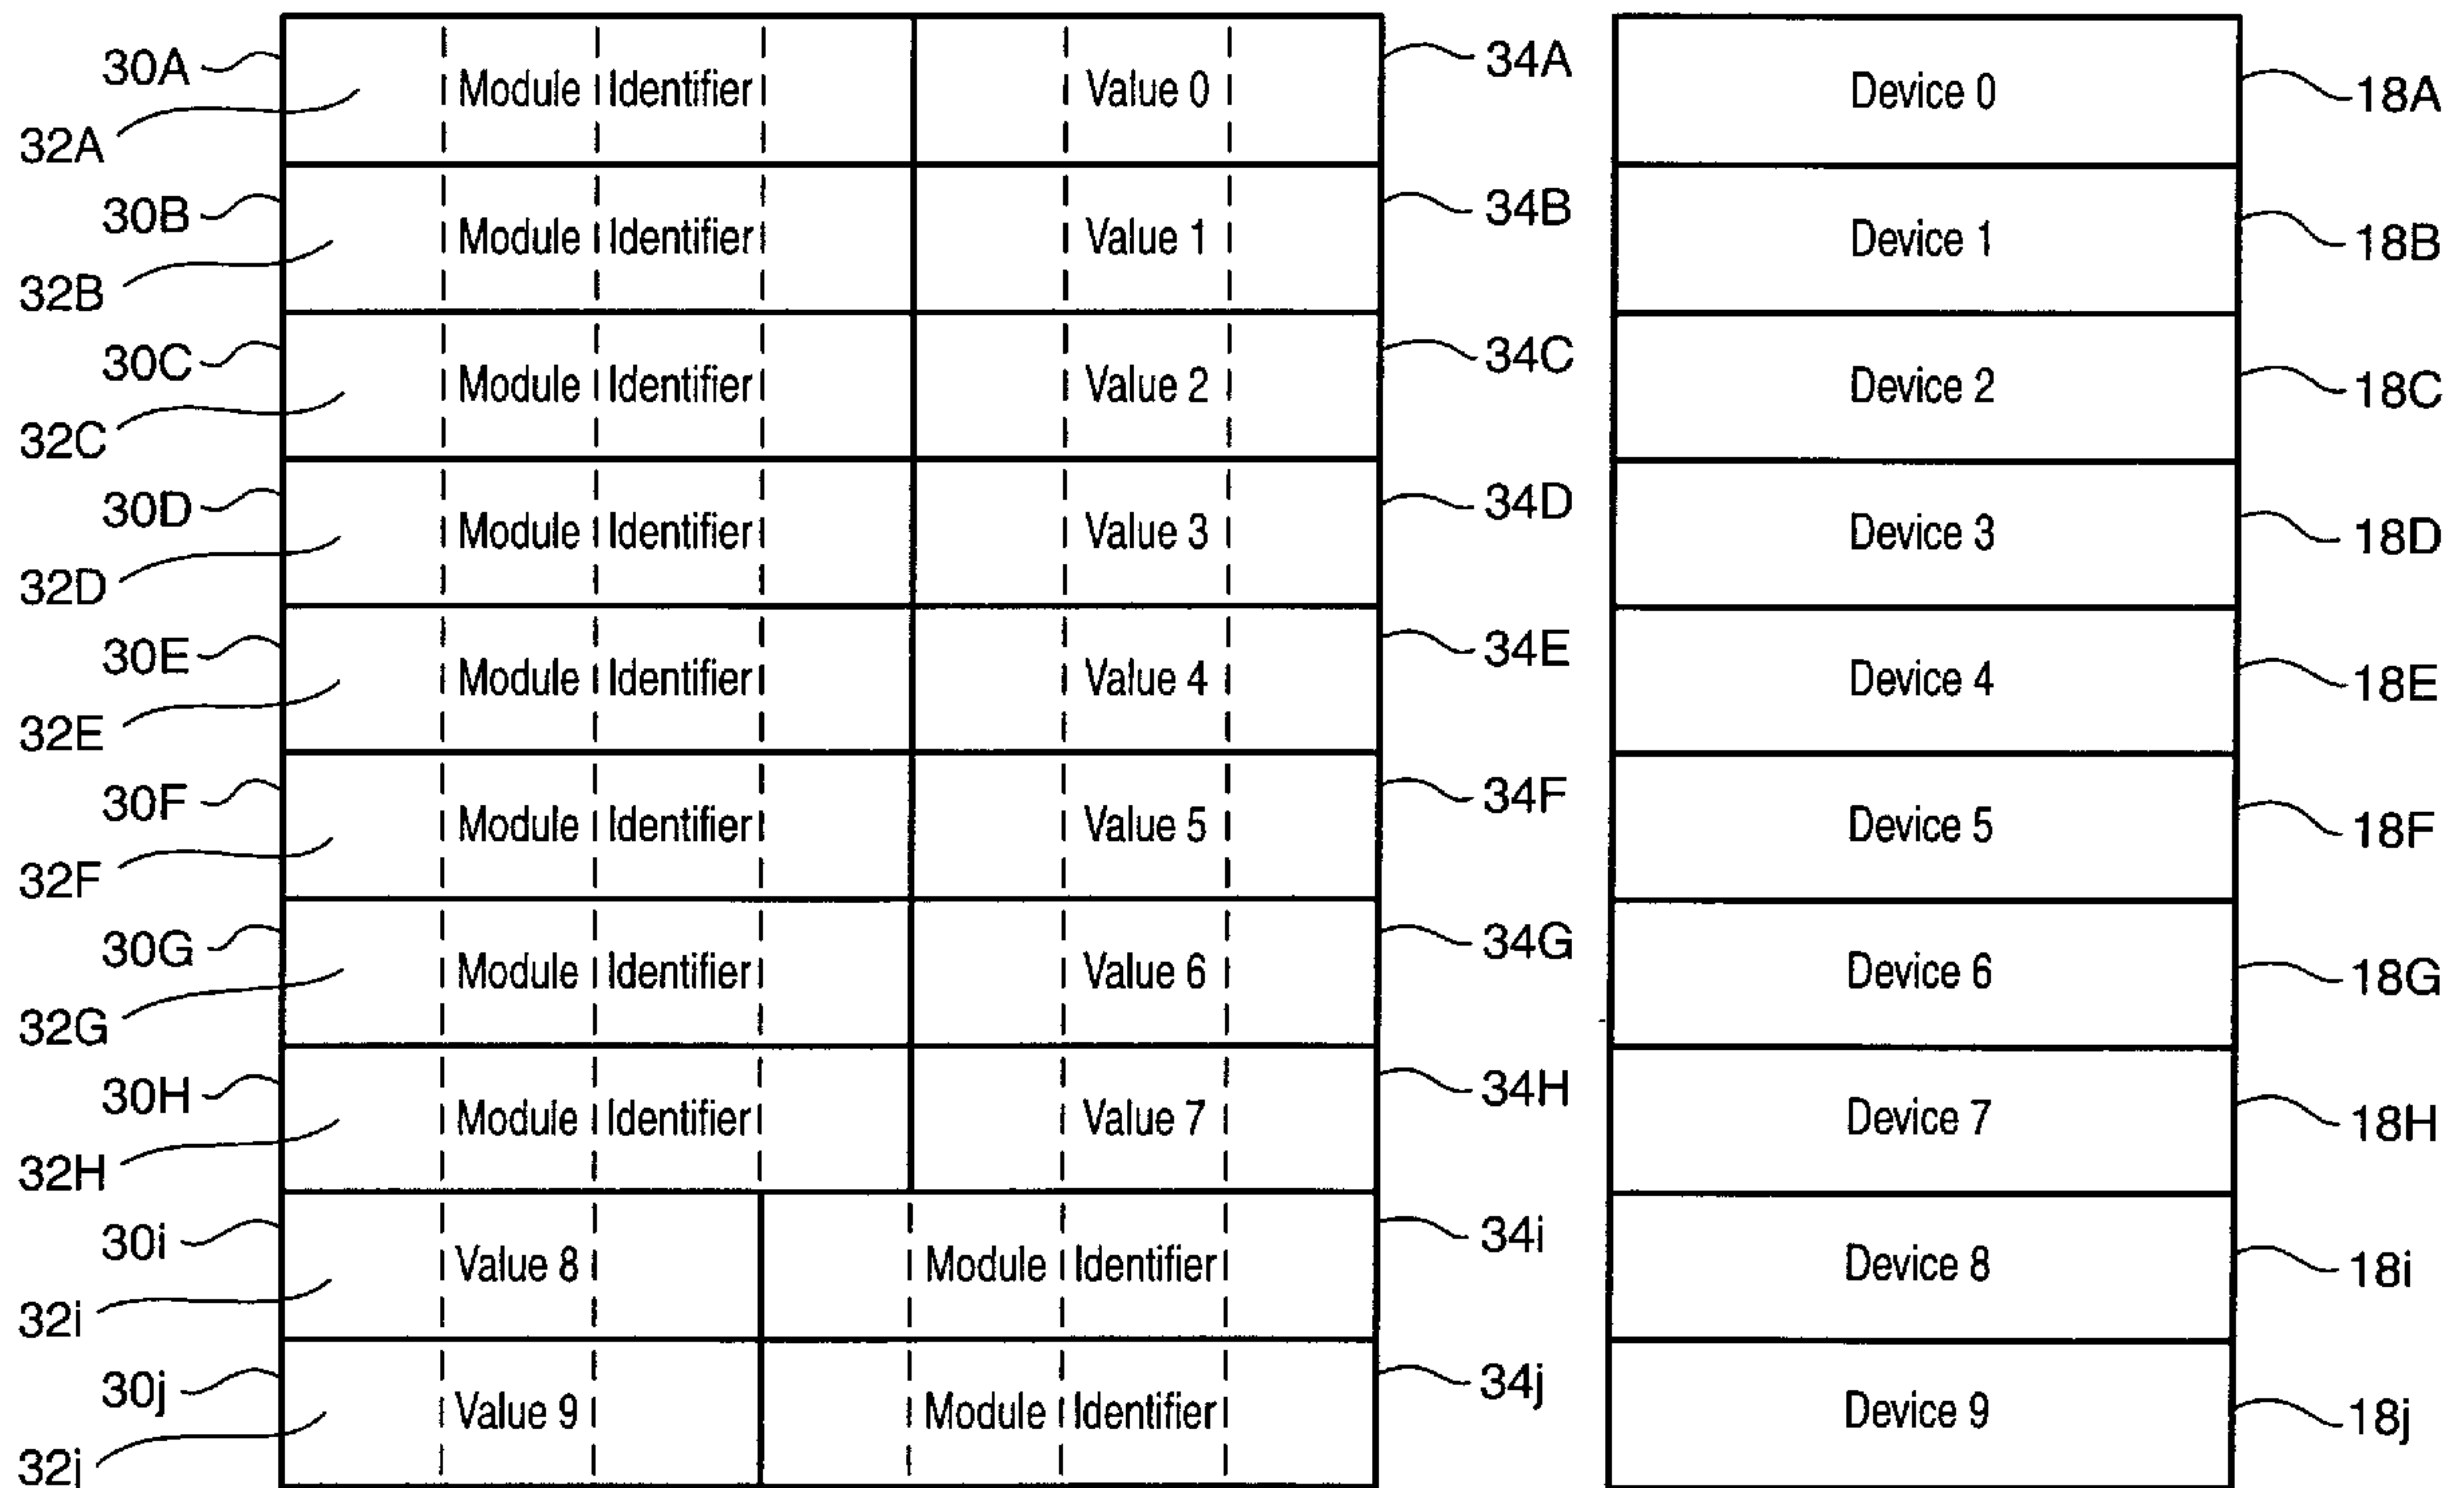 30A Module Identifier Value 0 34A Device 0 18A
32A
30B Module Identifier Value 1 34B Device 1 18B
32B
30C Module Identifier Value 2 34C Device 2 18C
32C
30D Module Identifier Value 3 34D Device 3 18D
32D
30E Module Identifier Value 4 34E Device 4 18E
32E
30F Module Identifier Value 5 34F Device 5 18F
32F
30G Module Identifier Value 6 34G Device 6 18G
32G
30H Module Identifier Value 7 34H Device 7 18H
32H
30i Value 8 Module Identifier 34i Device 8 18i
32i
30j Value 9 Module Identifier 34j Device 9 18j
32j